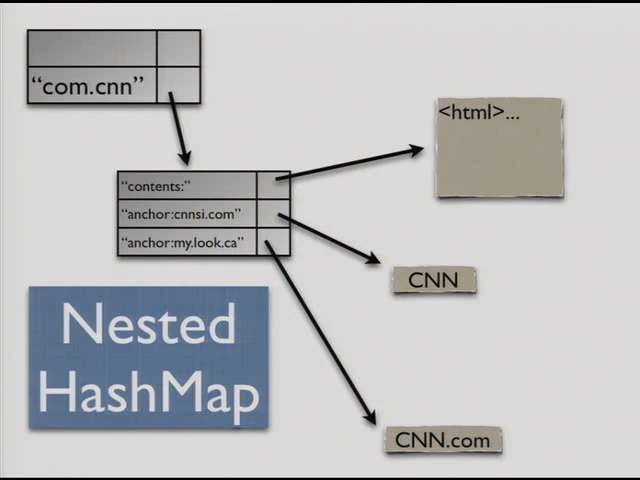 “com.cnn”
“contents:”
“anchor:cnnsi.com”
“anchor:my.look.ca”
<html>...
CNN
CNN.com
Nested
HashMap